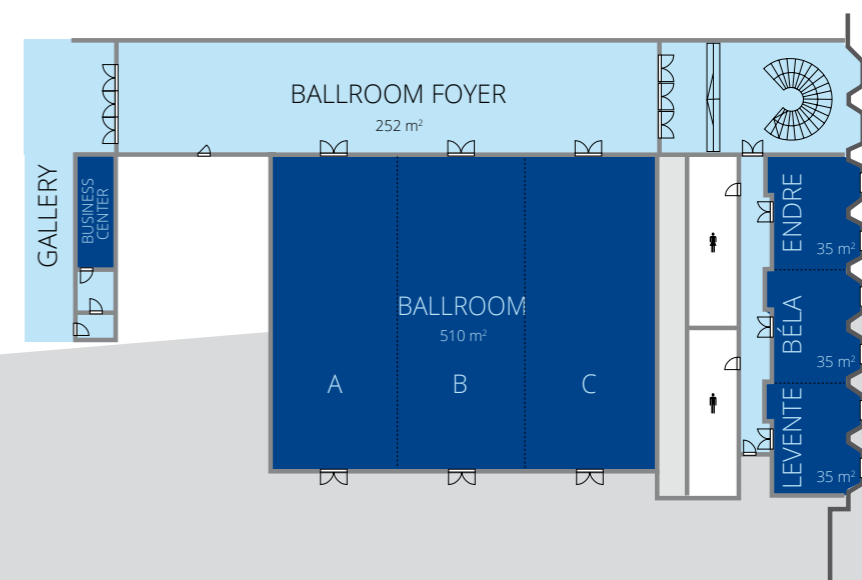 BALLROOM FOYER
252 m²
GALLERY
BUSINESS
CENTER
ENDRE
35 m²
BALLROOM
510 m²
BÉLA
35 m²
A
B
C
LEVENTE
35 m²